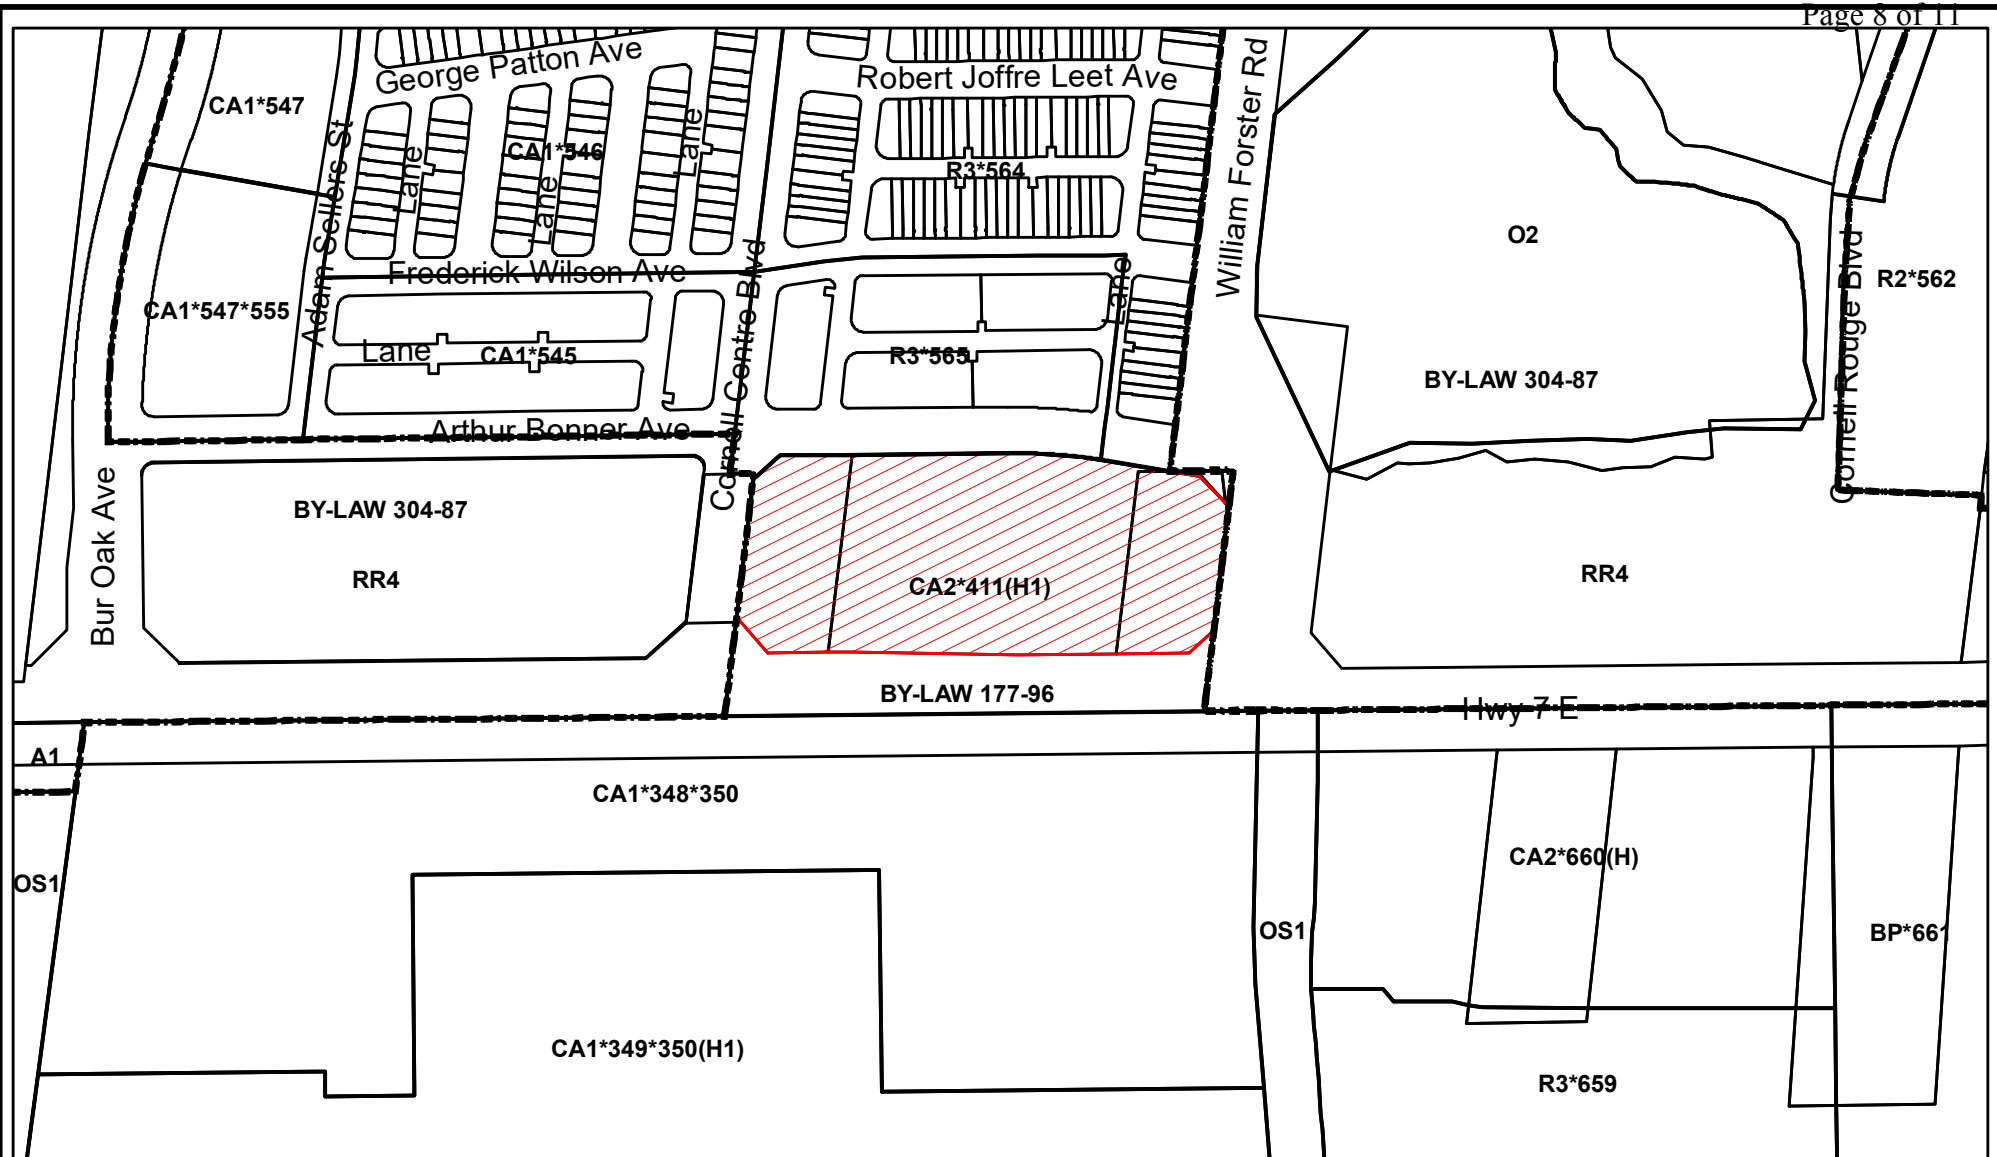 Page 8 of 11
George Patton Ave
Robert Joffre Leet Ave
William Forster Rd
CA1*547
Adam Sellers St
Lane
CA1*546
Lane
Lane
R3*564
O2
Cornell Rouge Blvd
R2*562
Frederick Wilson Ave
CA1*547*555
Lane
CA1*545
Cornell Centre Blvd
R3*565
Lane
BY-LAW 304-87
Arthur Bonner Ave
Bur Oak Ave
BY-LAW 304-87
RR4
CA2*411(H1)
RR4
BY-LAW 177-96
Hwy 7 E
A1
CA1*348*350
CA2*660(H)
OS1
OS1
BP*661
CA1*349*350(H1)
R3*659